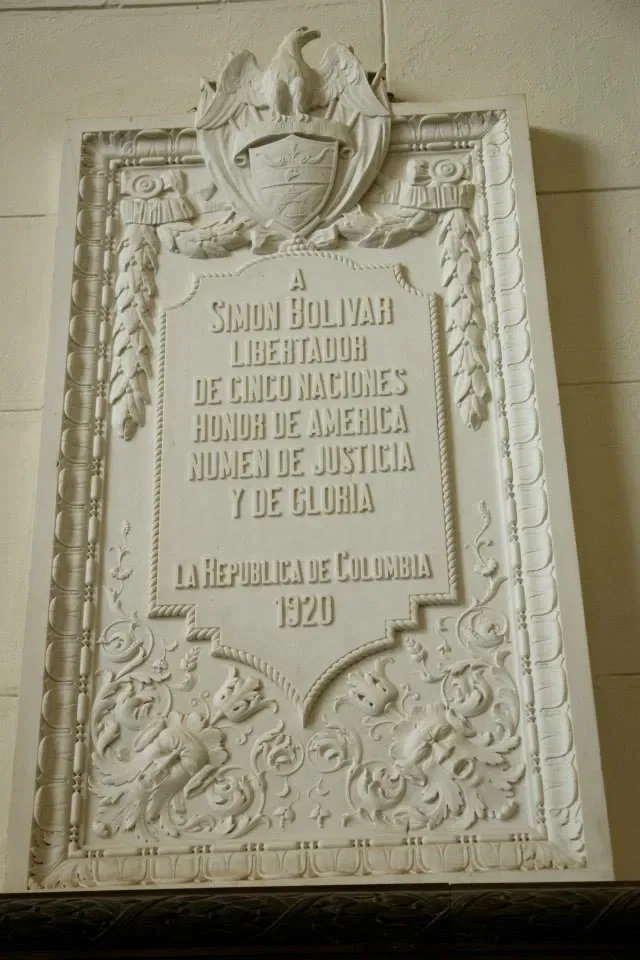 A
SIMON BOLIVAR
LIBERTADOR
DE CINCO NACIONES
HONOR DE AMERICA
NUMEN DE JUSTICIA
Y DE GLORIA
LA REPUBLICA DE COLOMBIA
1920